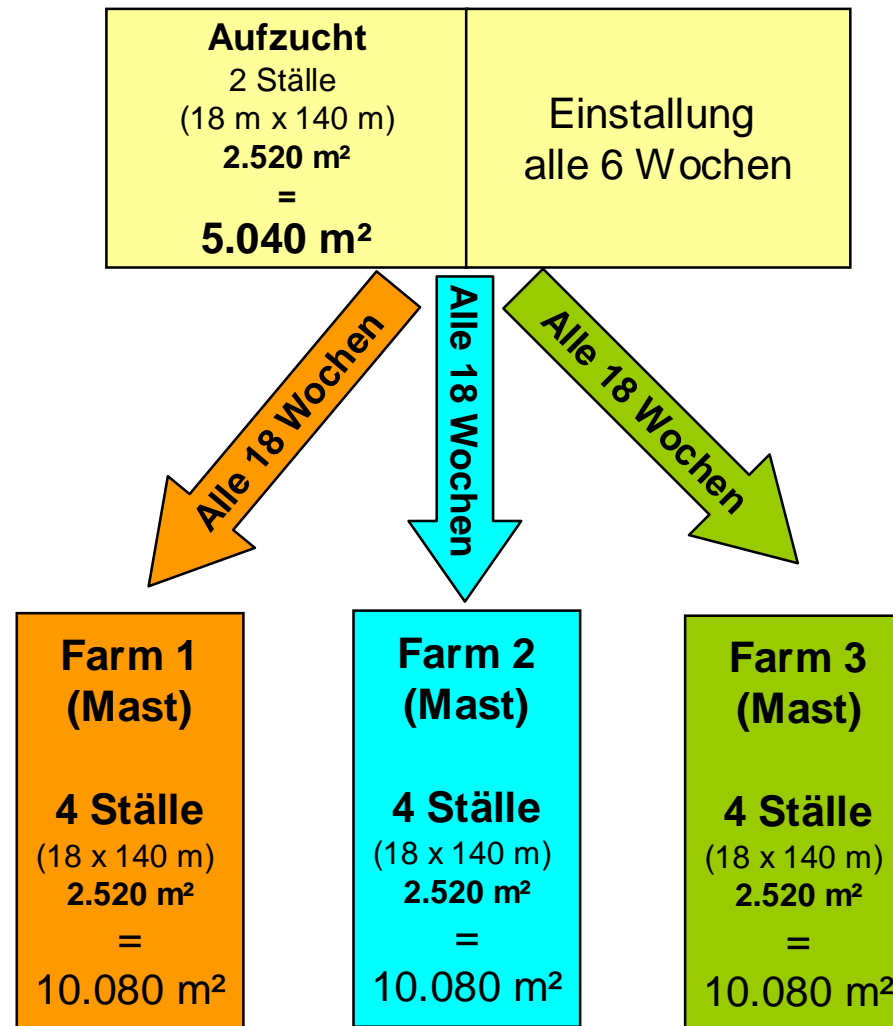 Aufzucht
2 Ställe
(18 m x 140 m)
2.520 m²
=
5.040 m²
Einstallung
alle 6 Wochen
Alle 18 Wochen
Alle 18 Wochen
Alle 18 Wochen
Farm 1
(Mast)
4 Ställe
(18 x 140 m)
2.520 m²
=
10.080 m²
Farm 2
(Mast)
4 Ställe
(18 x 140 m)
2.520 m²
=
10.080 m²
Farm 3
(Mast)
4 Ställe
(18 x 140 m)
2.520 m²
=
10.080 m²